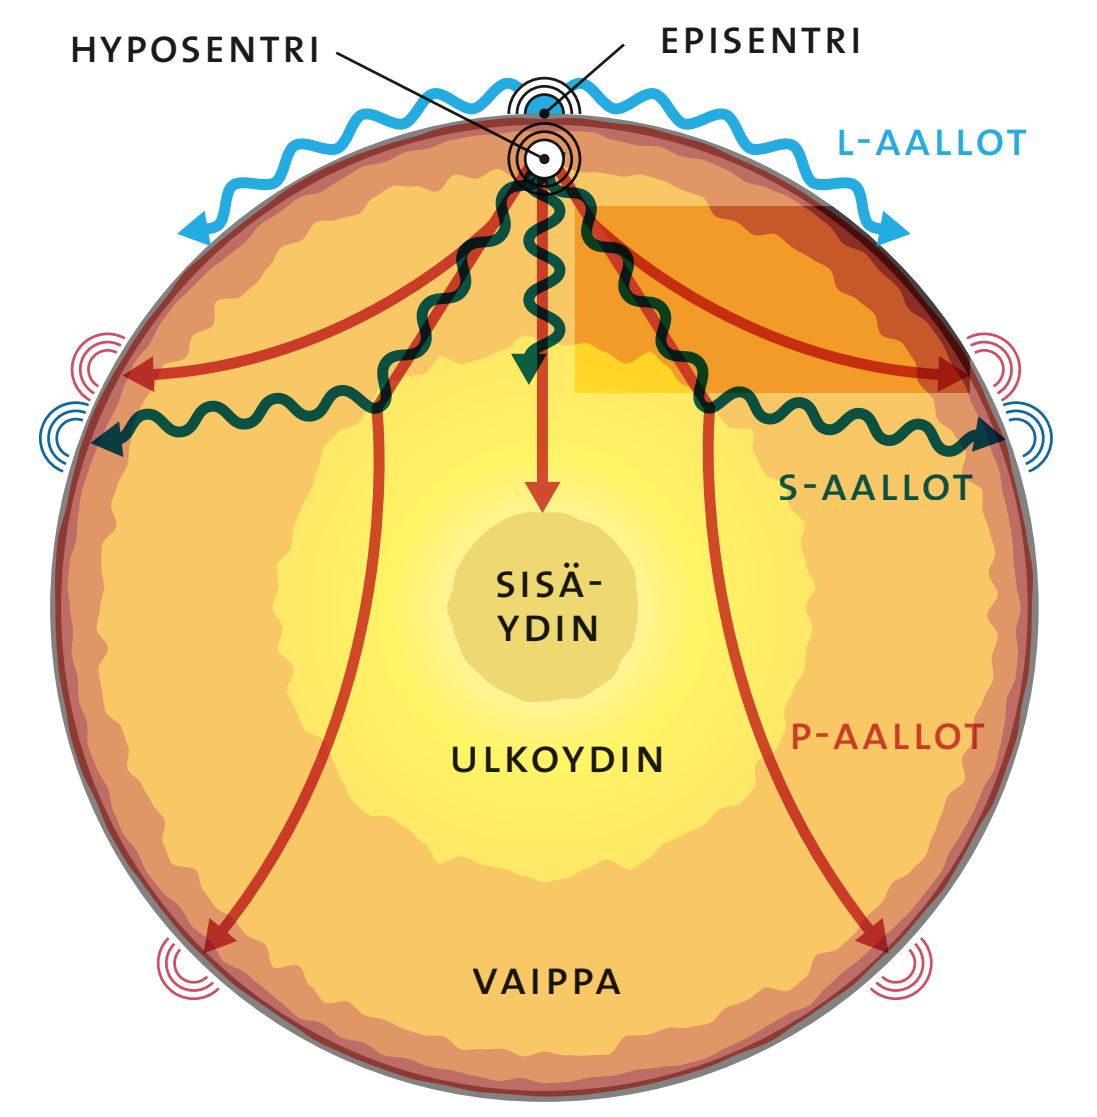 HYPOSENTRI
EPISENTRI
L-AALLOT
S-AALLOT
SISÄ-
YDIN
P-AALLOT
ULKOYDIN
VAIPPA